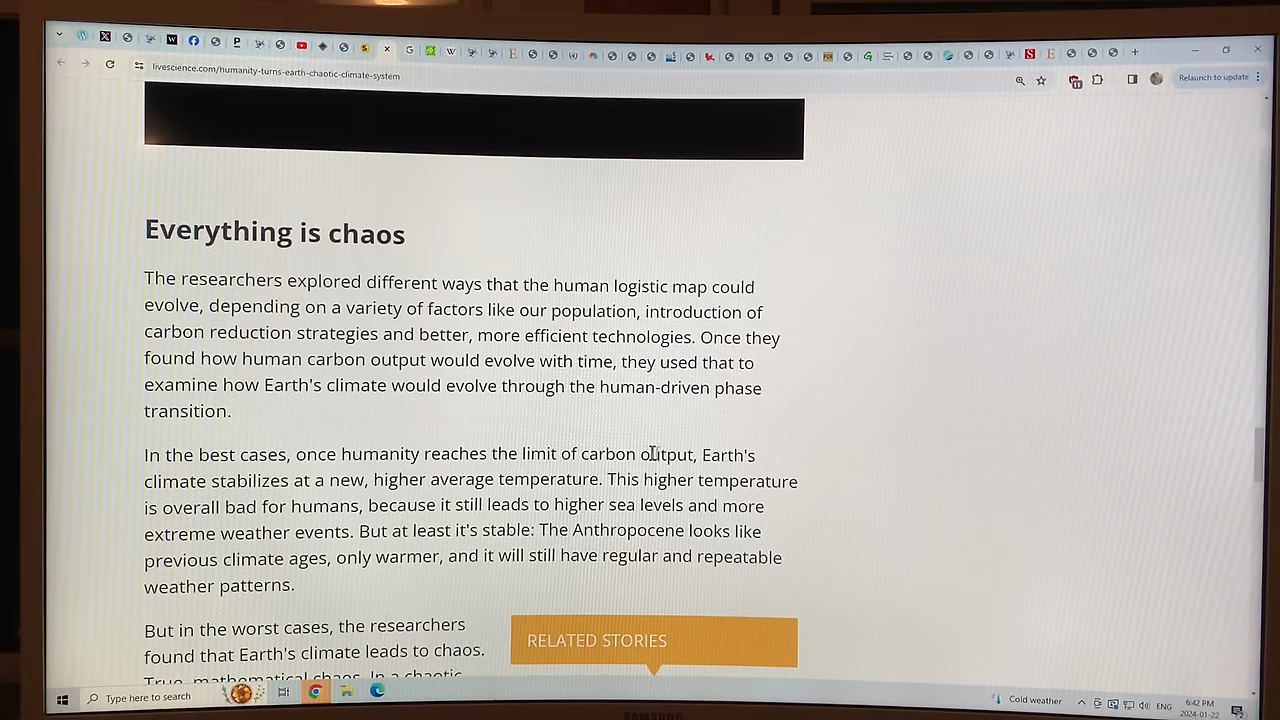 livescience.com/humanity-turns-earth-chaotic-climate-system
Relaunch to update
Everything is chaos
The researchers explored different ways that the human logistic map could
evolve, depending on a variety of factors like our population, introduction of
carbon reduction strategies and better, more efficient technologies. Once they
found how human carbon output would evolve with time, they used that to
examine how Earth's climate would evolve through the human-driven phase
transition.
In the best cases, once humanity reaches the limit of carbon output, Earth's
climate stabilizes at a new, higher average temperature. This higher temperature
is overall bad for humans, because it still leads to higher sea levels and more
extreme weather events. But at least it's stable: The Anthropocene looks like
previous climate ages, only warmer, and it will still have regular and repeatable
weather patterns.
But in the worst cases, the researchers
found that Earth's climate leads to chaos.
True, mathematical chaos. In a chaotic
RELATED STORIES
Type here to search
Cold weather
ENG
6:42 PM
2024-01-22
SAMSUNG